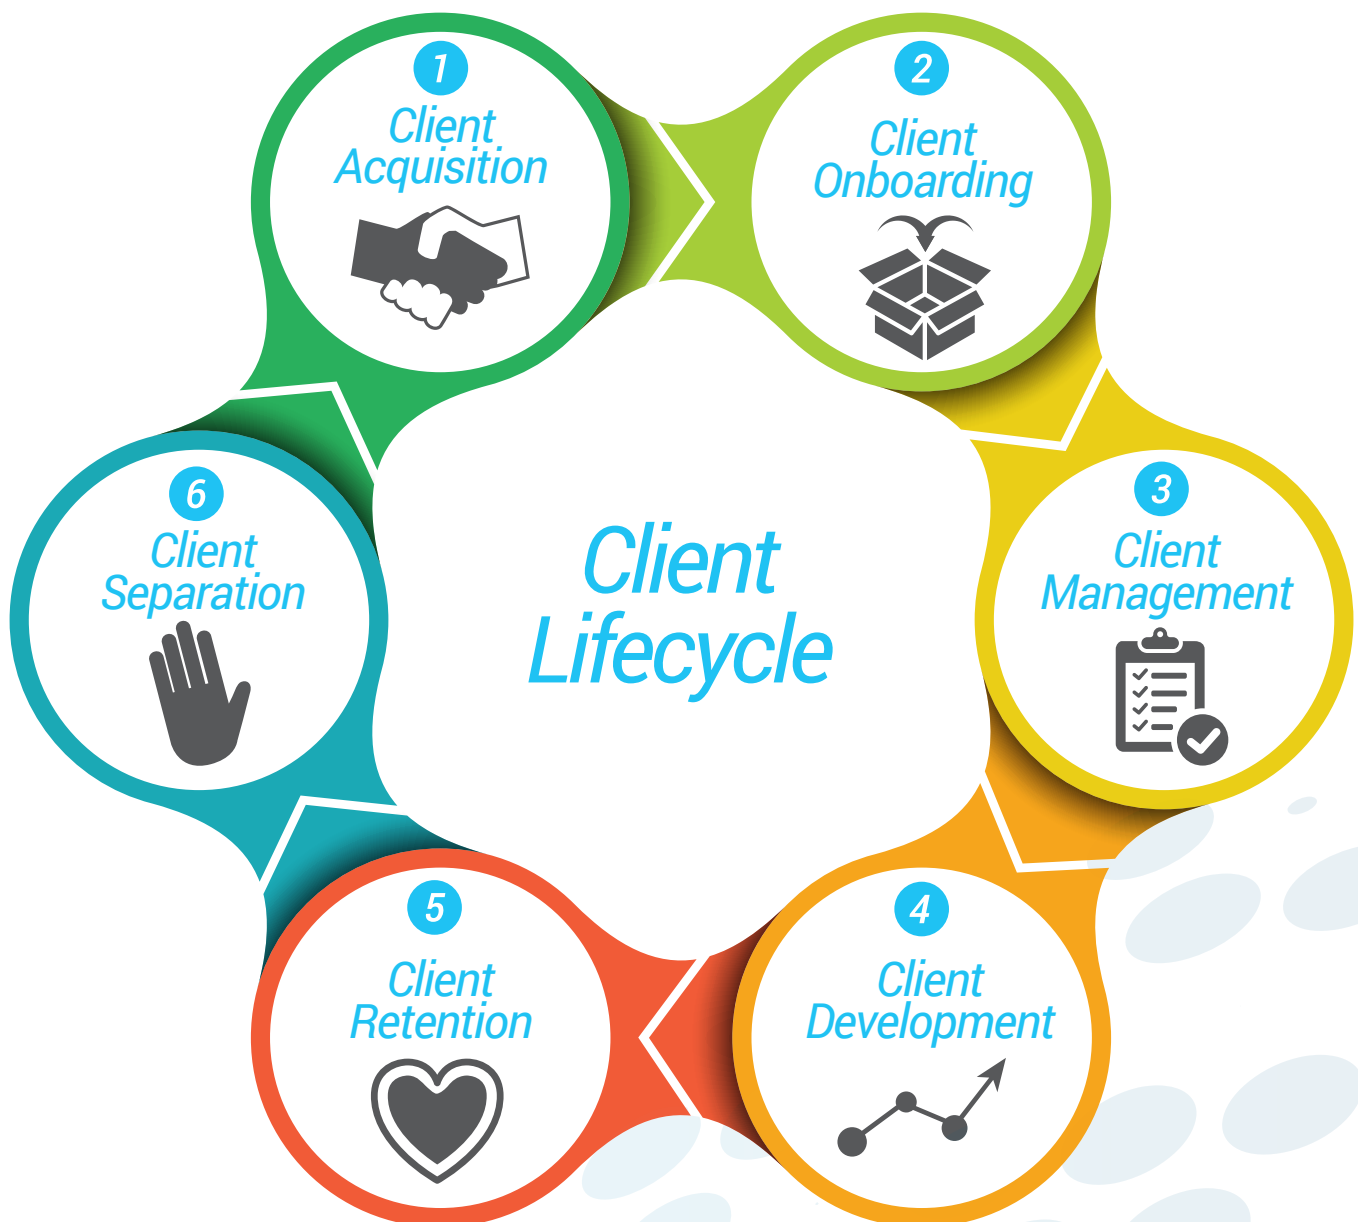 1
Client
Acquisition
2
Client
Onboarding
3
Client
Management
4
Client
Development
5
Client
Retention
6
Client
Separation
Client
Lifecycle